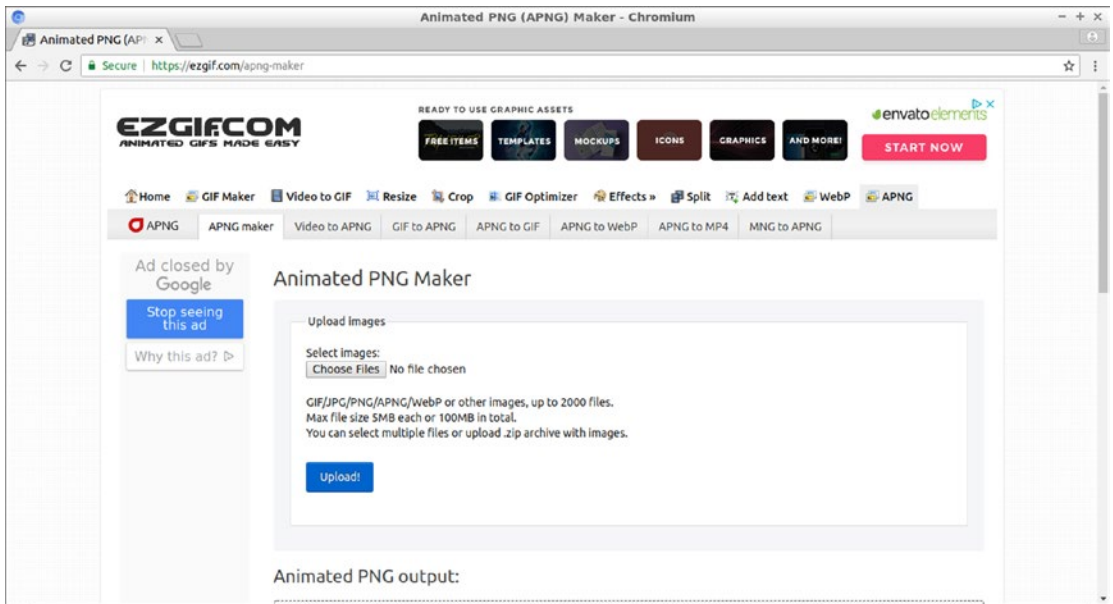 Animated PNG (APNG) Maker - Chromium
Animated PNG (AP
Secure | https://ezgif.com/apng-maker
EZGIF.COM
ANIMATED GIFS MADE EASY
READY TO USE GRAPHIC ASSETS
FREE ITEMS TEMPLATES MOCKUPS ICONS GRAPHICS AND MORE!
envato elements
START NOW
Home GIF Maker Video to GIF Resize Crop GIF Optimizer Effects » Split Add text WebP APNG
APNG APNG maker Video to APNG GIF to APNG APNG to GIF APNG to WebP APNG to MP4 MNG to APNG
Ad closed by
Google
Stop seeing
this ad
Why this ad?
Animated PNG Maker
Upload images
Select images:
Choose Files No file chosen
GIF/JPG/PNG/APNG/WebP or other images, up to 2000 files.
Max file size 5MB each or 100MB in total.
You can select multiple files or upload .zip archive with images.
Upload!
Animated PNG output: